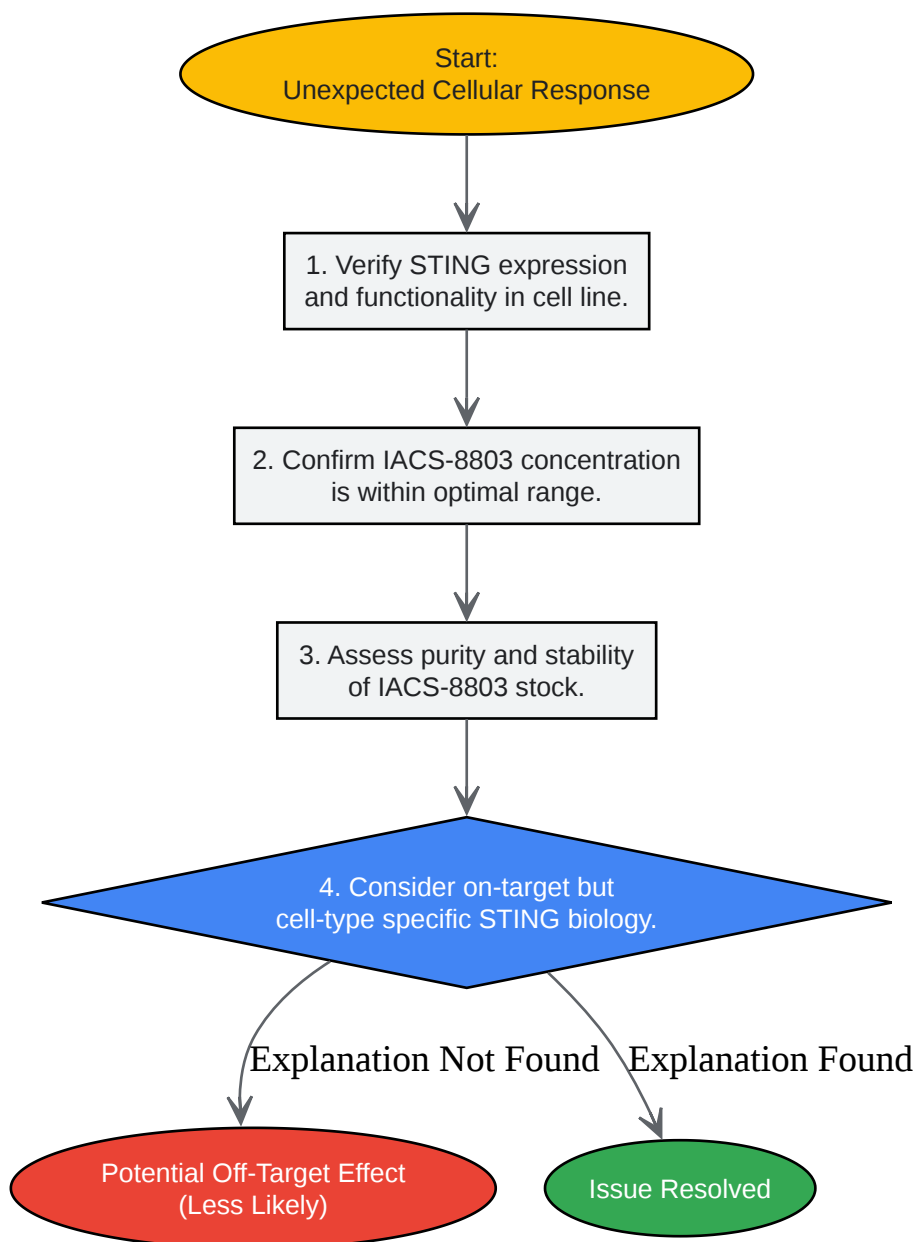 Start:
Unexpected Cellular Response
1. Verify STING expression
and functionality in cell line.
2. Confirm IACS-8803 concentration
is within optimal range.
3. Assess purity and stability
of IACS-8803 stock.
4. Consider on-target but
cell-type specific STING biology.
Explanation Not Found
Explanation Found
Potential Off-Target Effect
(Less Likely)
Issue Resolved